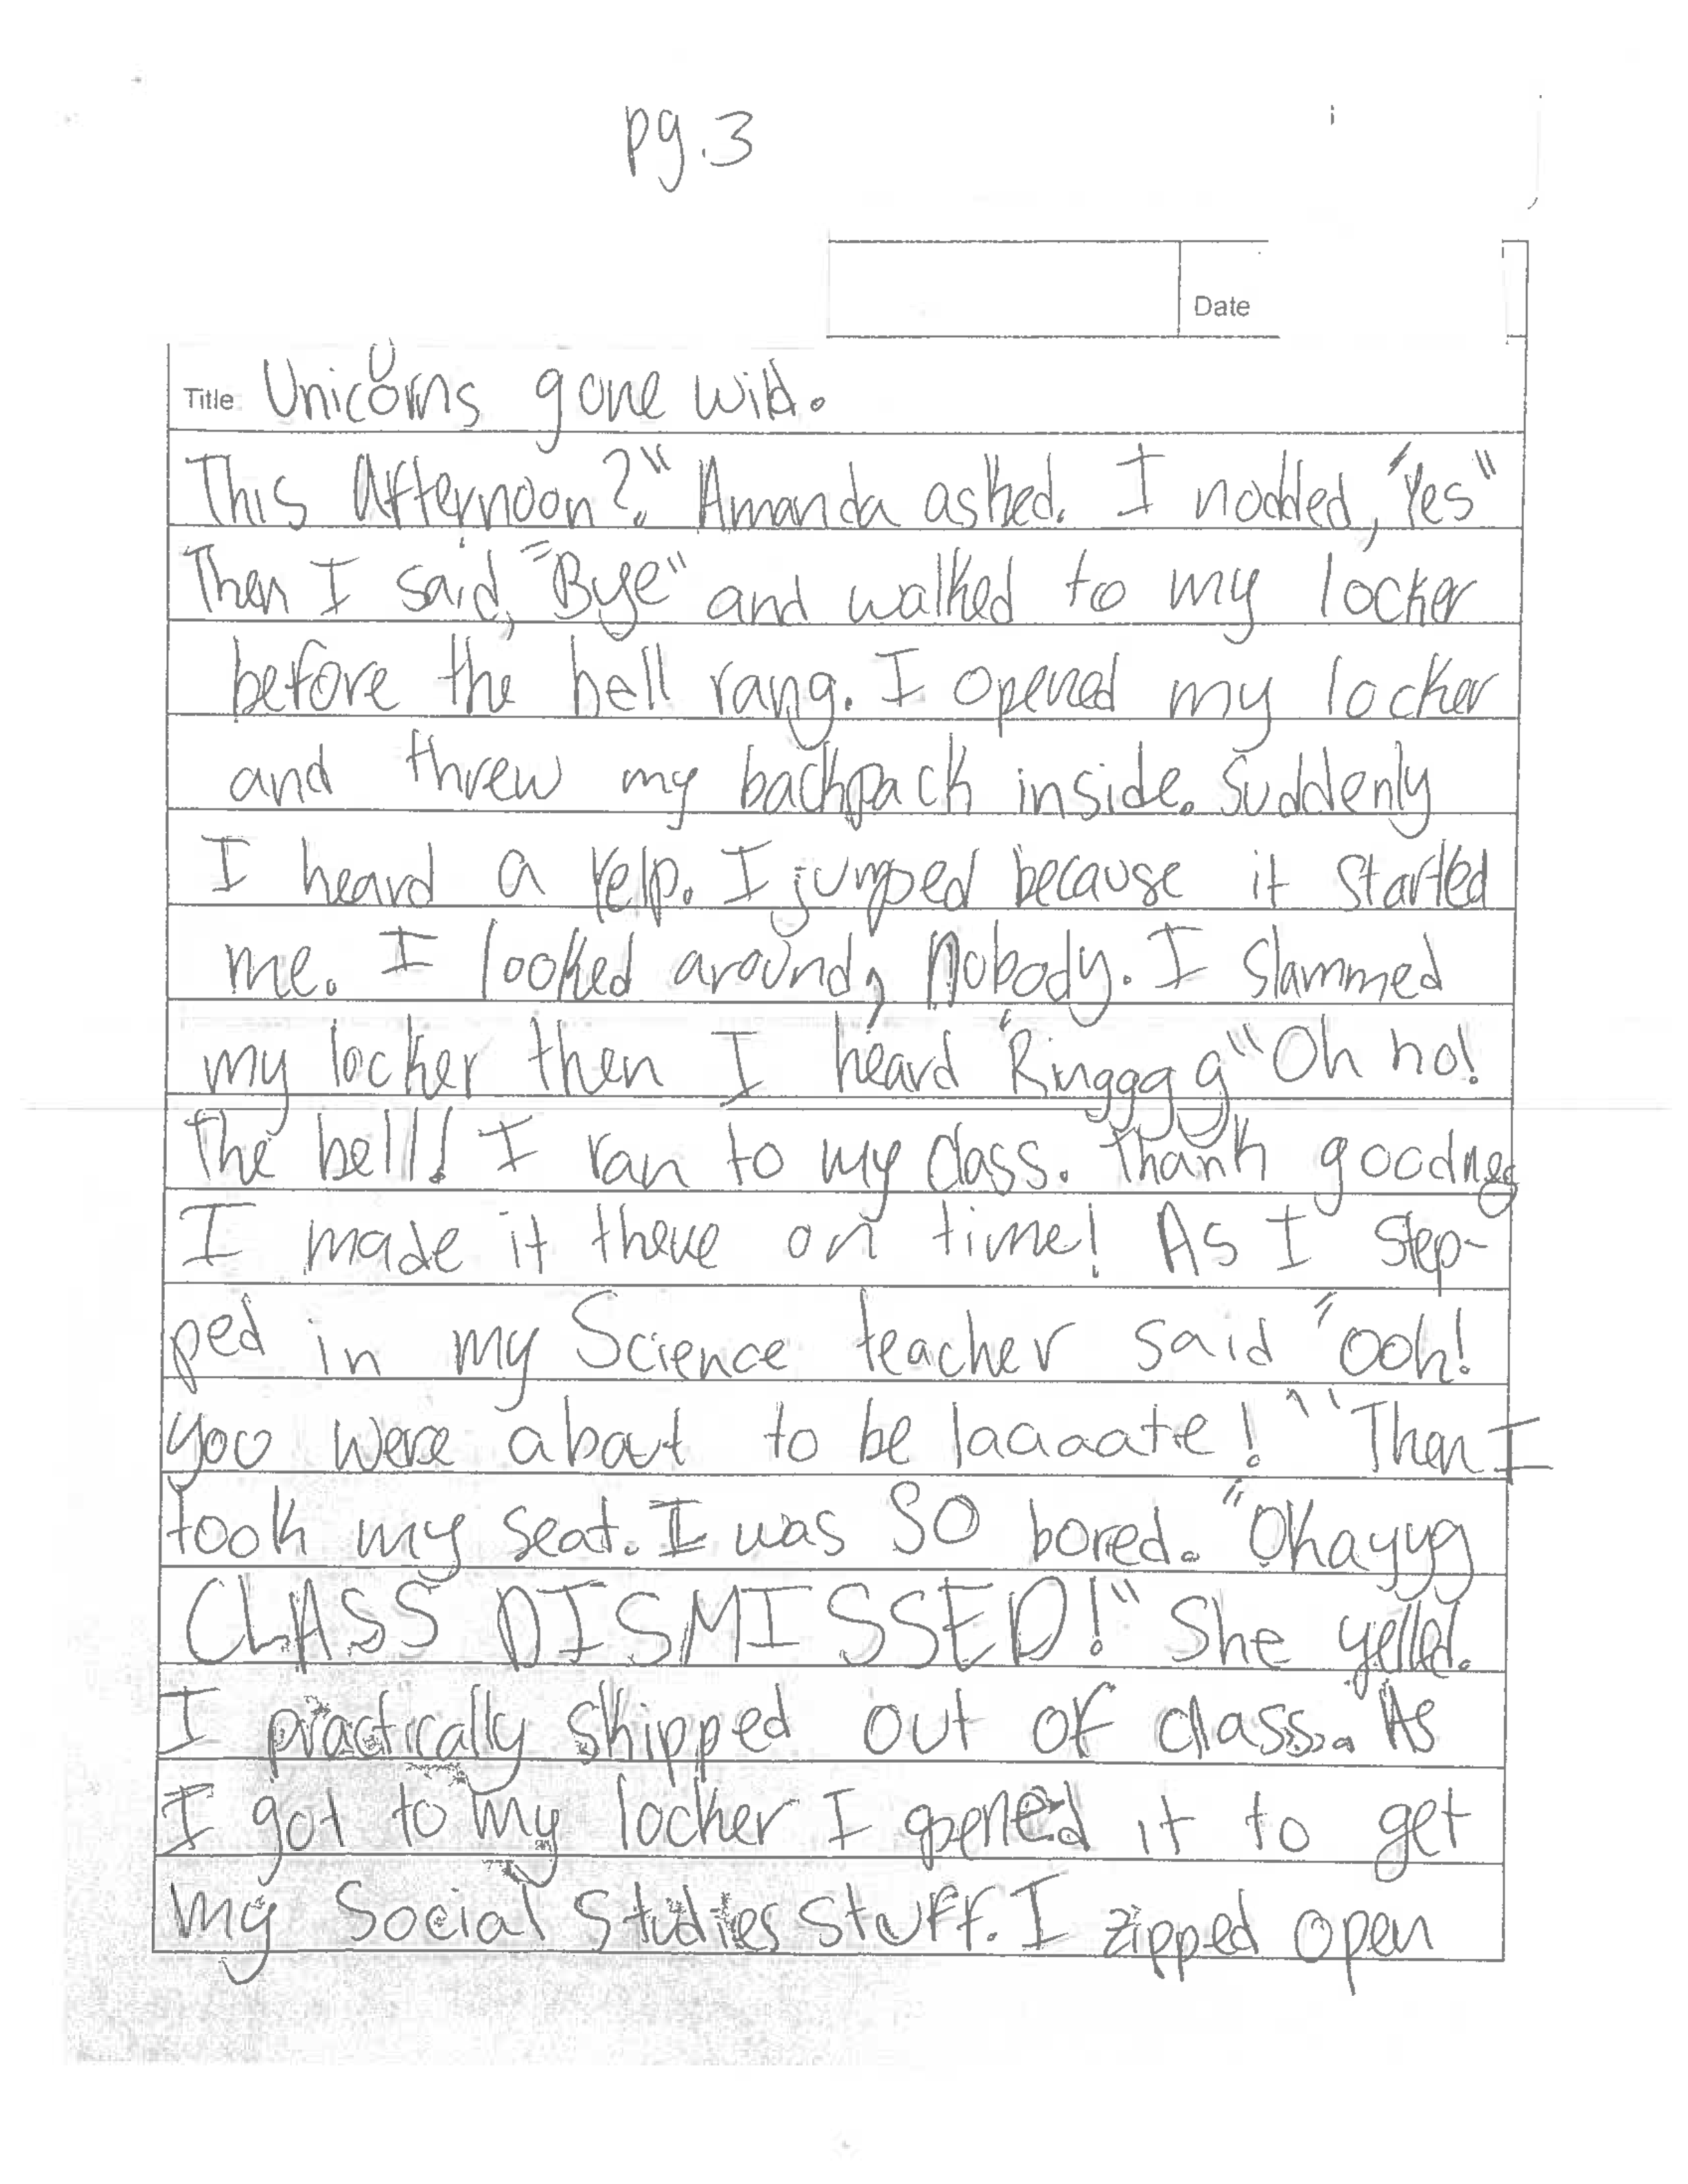 pg.3
Date
Title Unicorns gone wild.
This Afternoon?" Amanda asked. I nodded, "Yes"
Then I said, "Bye" and walked to my locker
before the bell rang. I opened my locker
and threw my backpack inside. Suddenly
I heard a Yelp. I jumped because it startled
me. I looked around, Nobody. I slammed
my locker then I heard "Ringggg" Oh no!
The bell! I ran to my class. Thank goodnes
I made it there on time! As I step-
ped in my Science teacher said "ooh!
you were about to be laaaate!" Then I
took my seat. I was SO bored. "Okayyy
CLASS DISMISSED!" She yelled.
I practically skipped out of class. As
I got to my locker I opened it to get
my Social Studies stuff. I zipped open